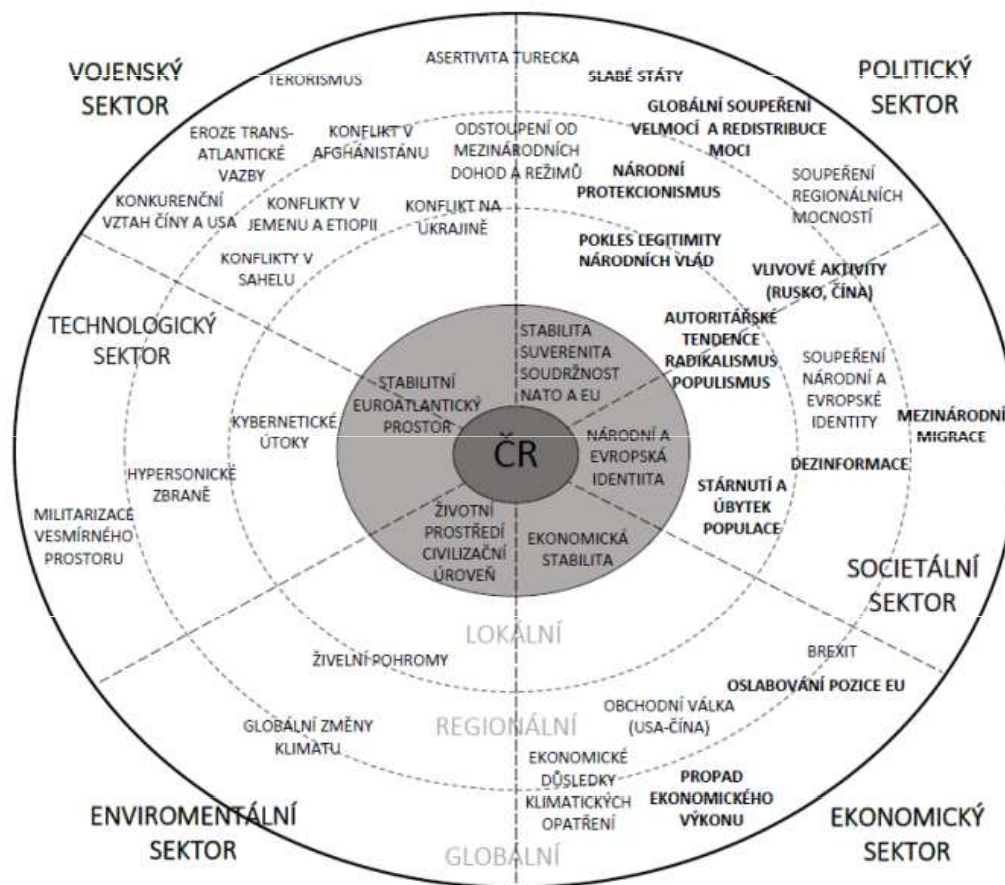 VOJENSKÝ
SEKTOR
TERORISMUS
ASERTIVITA TURECKA
SLABÉ STÁTY
POLITICKÝ
SEKTOR
EROZE TRANS-
ATLANTICKÉ
VAZBY
KONFLIKT V
AFGHÁNISTÁNU
ODSTOUPENÍ OD
MEZINÁRODNÍCH
DOHOD A REŽIMŮ
GLOBÁLNÍ SOUPEŘENÍ
VELMOCÍ A REDISTRIBUCE
MOCI
NÁRODNÍ
PROTEKCIONISMUS
SOUPEŘENÍ
REGIONÁLNÍCH
MOCNOSTÍ
KONKURENČNÍ
VZTAH ČÍNY A USA
KONFLIKTY V
JEMENU A ETIOPII
KONFLIKT NA
UKRAJINĚ
KONFLIKTY V
SAHELU
POKLES LEGITIMITY
NÁRODNÍCH VLÁD
VLIVOVÉ AKTIVITY
(RUSKO, ČÍNA)
TECHNOLOGICKÝ
SEKTOR
AUTORITÁŘSKÉ
TENDENCE
RADIKALISMUS
POPULISMUS
STABILITA
SUVERENITA
SOUDRŽNOST
NATO A EU
STABILITNÍ
EUROATLANTICKÝ
PROSTOR
SOUPEŘENÍ
NÁRODNÍ A
EVROPSKÉ
IDENTITY
MEZINÁRODNÍ
MIGRACE
KYBERNETICKÉ
ÚTOKY
ČR
NÁRODNÍ A
EVROPSKÁ
IDENTIITA
DEZINFORMACE
HYPERSONICKÉ
ZBRANĚ
STÁRNUTÍ A
ÚBYTEK
POPULACE
MILITARIZACE
VESMÍRNÉHO
PROSTORU
ŽIVOTNÍ
PROSTŘEDÍ
CIVILIZAČNÍ
ÚROVEŇ
EKONOMICKÁ
STABILITA
SOCIETÁLNÍ
SEKTOR
LOKÁLNÍ
ŽIVELNÍ POHROMY
BREXIT
OSLABOVÁNÍ POZICE EU
GLOBÁLNÍ ZMĚNY
KLIMATU
REGIONÁLNÍ
OBCHODNÍ VÁLKA
(USA-ČÍNA)
EKONOMICKÉ
DŮSLEDKY
KLIMATICKÝCH
OPATŘENÍ
PROPAD
EKONOMICKÉHO
VÝKONU
ENVIROMENTÁLNÍ
SEKTOR
GLOBÁLNÍ
EKONOMICKÝ
SEKTOR